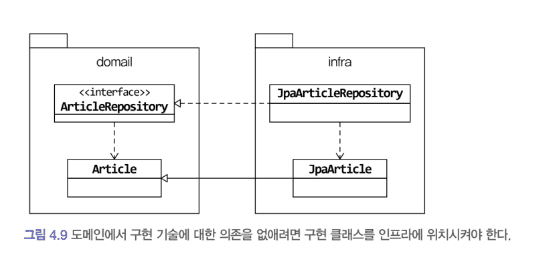 domail
infra
<<interface>>
ArticleRepository
JpaArticleRepository
Article
JpaArticle
그림 4.9 도메인에서 구현 기술에 대한 의존을 없애려면 구현 클래스를 인프라에 위치시켜야 한다.